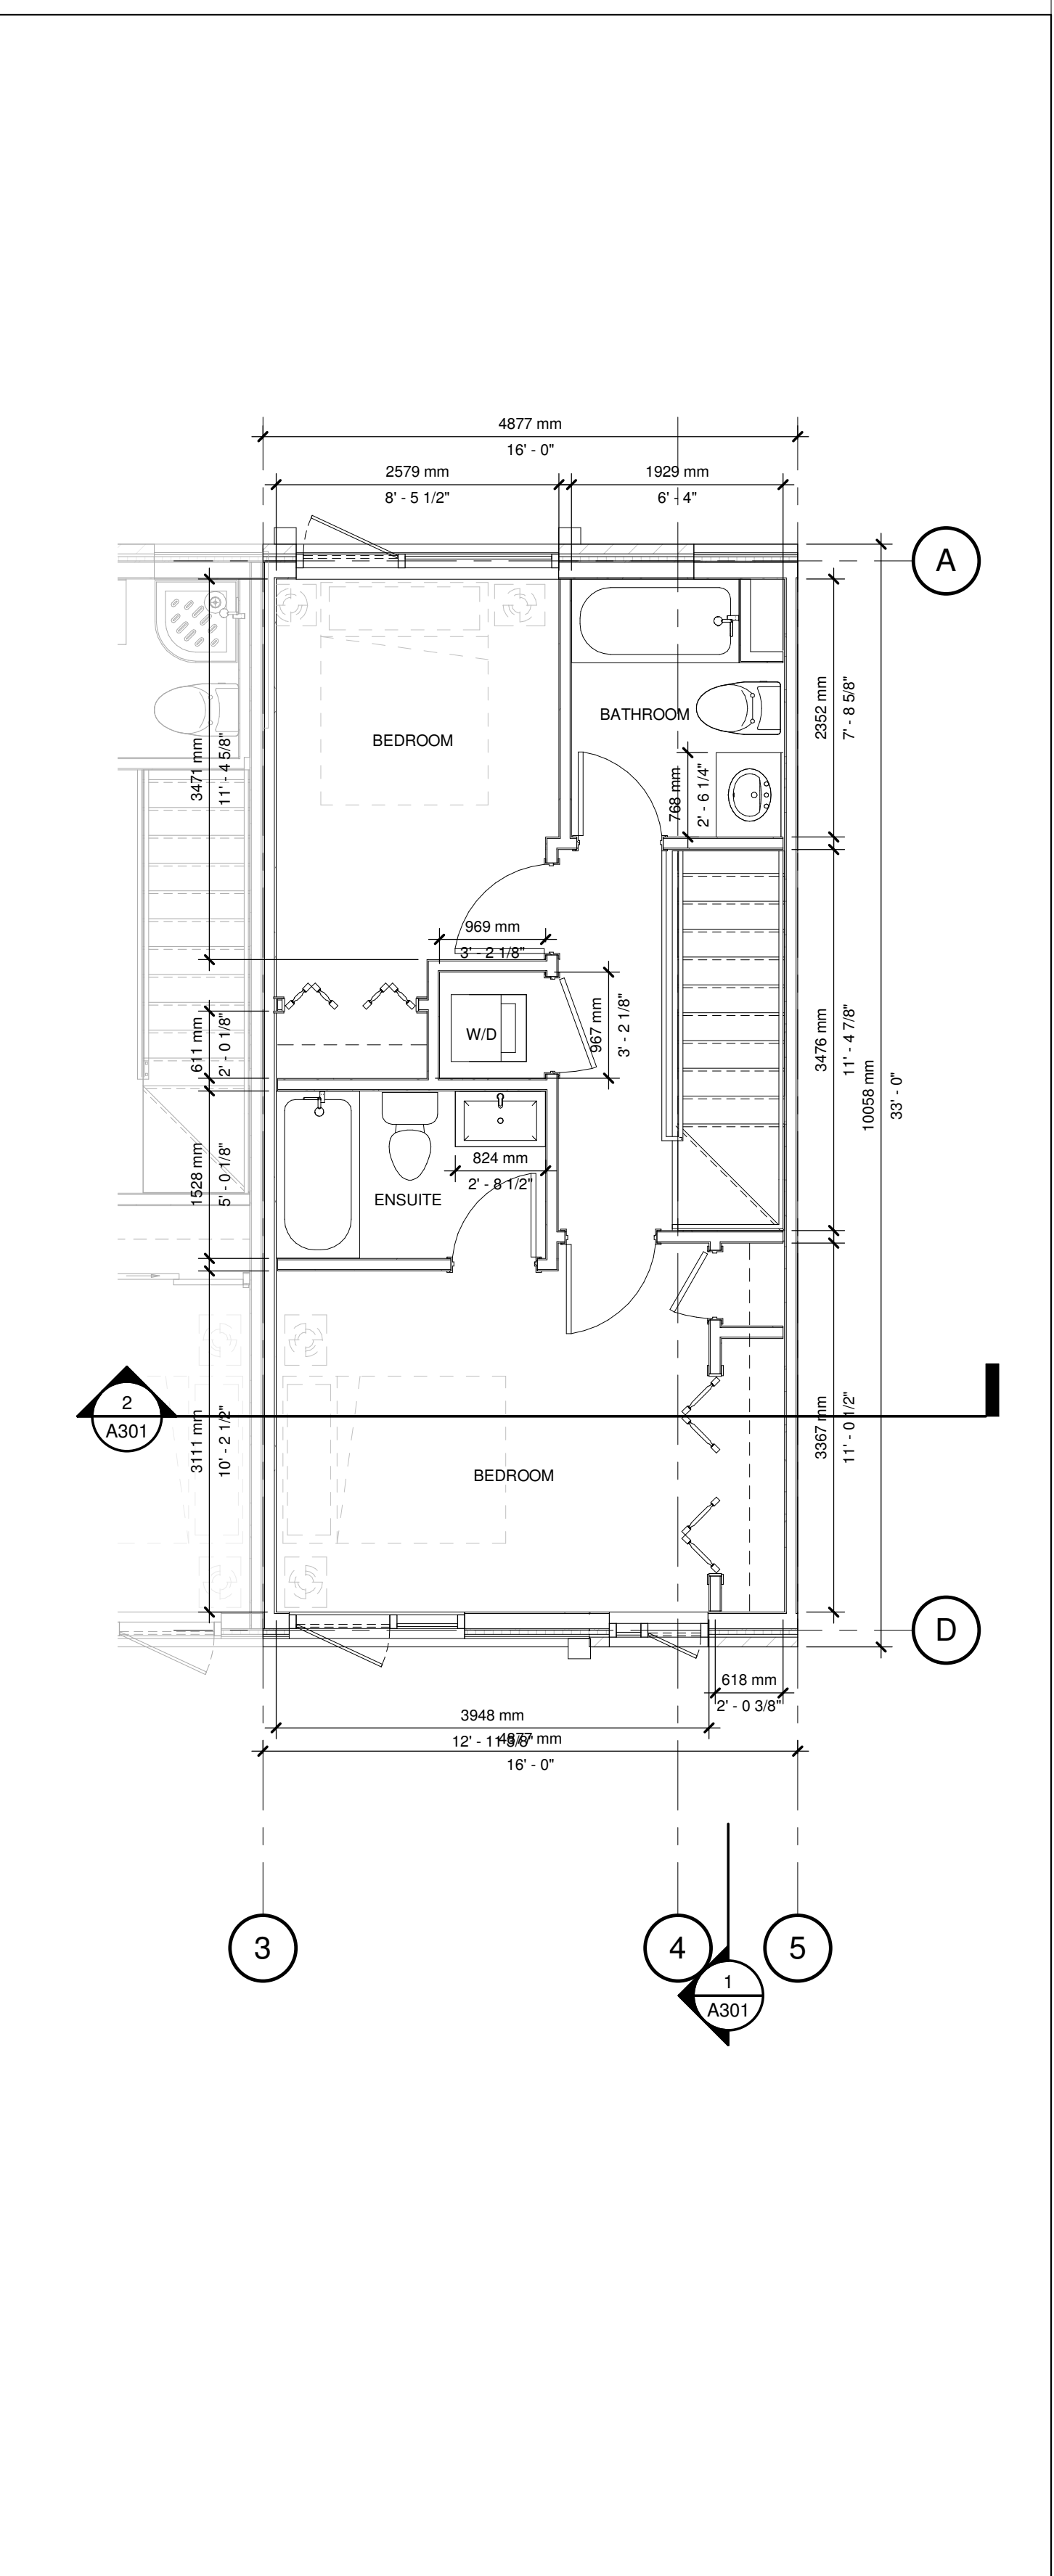 4877 mm
16' - 0"
2579 mm
8' - 5 1/2"
1929 mm
6' - 4"
A
BEDROOM
BATHROOM
3471 mm
11' - 4 5/8"
2352 mm
7' - 8 5/8"
768 mm
2' - 6 1/4"
969 mm
3' - 2 1/8"
W/D
967 mm
3' - 2 1/8"
611 mm
2' - 0 1/8"
3476 mm
11' - 4 7/8"
10058 mm
33' - 0"
1528 mm
5' - 0 1/8"
824 mm
2' - 8 1/2"
ENSUITE
2
A301
3111 mm
10' - 2 1/2"
BEDROOM
3367 mm
11' - 0 1/2"
D
618 mm
2' - 0 3/8"
3948 mm
12' - 11 3/8"
4877 mm
16' - 0"
3
4
5
1
A301